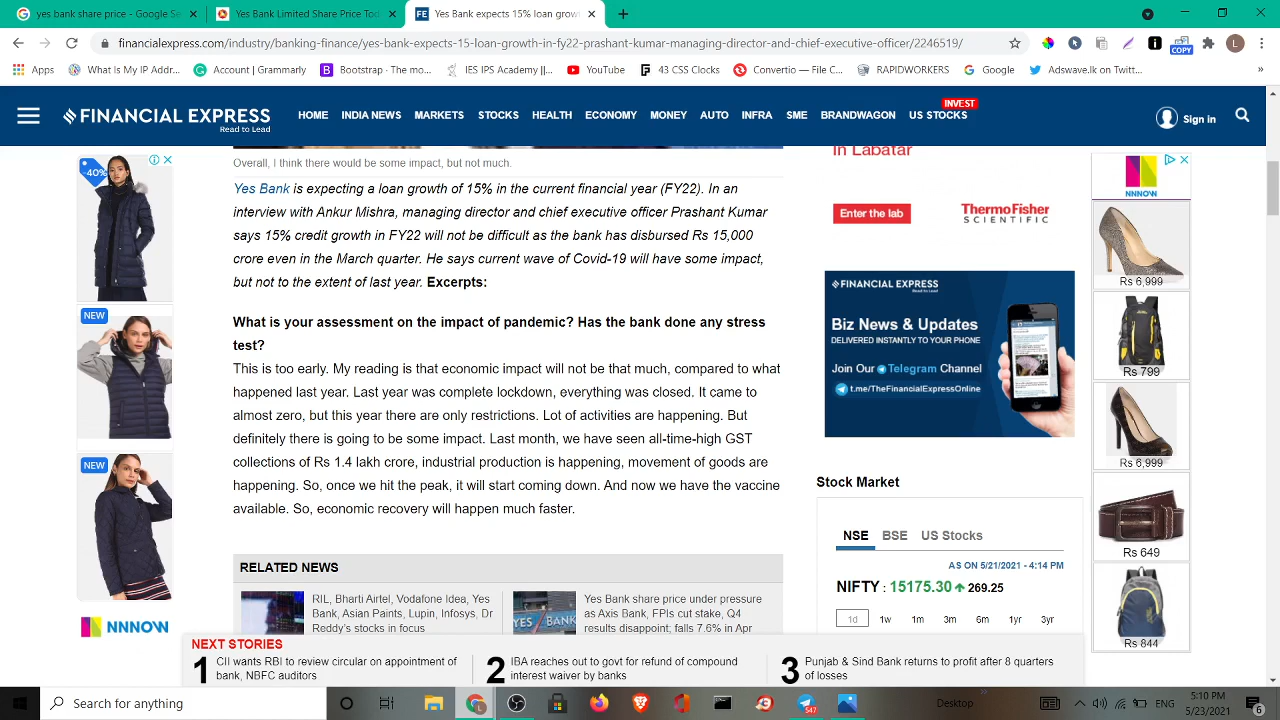 yes bank share price - Google Se
Yes Bank Limited Share Price Tod
FE Yes Bank expects 15% loan grow
financialexpress.com/industry/banking-finance/yes-bank-expects-15-loan-growth-in-fy22-prashant-kumar-managing-director-and-chief-executive-officer/2246519/
COPY
L
Apps
What Is My IP Addr...
Account | Grammarly
Bootstrap · The mo...
IES IPS Academy ||...
YouTube
43 CSS Clocks
Convertio — File C...
RAPIDWORKERS
Google
Adswave.lk on Twitt...
»
FINANCIAL EXPRESS
Read to Lead
HOME INDIA NEWS MARKETS STOCKS HEALTH ECONOMY MONEY AUTO INFRA SME BRANDWAGON US STOCKS
INVEST
Sign in
-40%
NEW
NEW
NNNOW
Overall, I think there would be some impact, but not much.
Yes Bank is expecting a loan growth of 15% in the current financial year (FY22). In an
interview with Ankur Mishra, managing director and chief executive officer Prashant Kumar
says 15% credit growth in FY22 will not be difficult as the bank has disbursed Rs 15,000
crore even in the March quarter. He says current wave of Covid-19 will have some impact,
but not to the extent of last year. Excerpts:
What is your assessment on the impact of pandemic? Has the bank done any stress
test?
This is too early. My reading is that economic impact will not be that much, compared to what
happened last year. Last year was complete lockdown, everything was closed. It came to
almost zero, but this year there are only restrictions. Lot of activities are happening. But
definitely there is going to be some impact. Last month, we have seen all-time-high GST
collections of Rs 1.4 lakh crore, industrial production is happening, movement of goods are
happening. So, once we hit the peak, it will start coming down. And now we have the vaccine
available. So, economic recovery will happen much faster.
RELATED NEWS
RIL, Bharti Airtel, Vodafone Idea, Yes
Bank, Asian Paints, Lupin, Infosys, Dr
Reddy's stocks in focus
YES BANK
Yes Bank share price under pressure
as Axis Bank, FPIs cut stake, Q4
results disappoint; falls 7.6% in Apr
in Labatar
Enter the lab
ThermoFisher
SCIENTIFIC
FINANCIAL EXPRESS
Read to Lead
Biz News & Updates
DELIVERED INSTANTLY TO YOUR PHONE
Join Our Telegram Channel
t.me/TheFinancialExpressOnline
Stock Market
NSE BSE US Stocks
AS ON 5/21/2021 - 4:14 PM
NIFTY : 15175.30 269.25
1d 1w 1m 3m 6m 1yr 3yr
NNNOW
Rs 6,999
Rs 799
Rs 6,999
Rs 649
Rs 844
NEXT STORIES
1 CII wants RBI to review circular on appointment of
bank, NBFC auditors
2 IBA reaches out to govt for refund of compound
interest waiver by banks
3 Punjab & Sind Bank returns to profit after 8 quarters
of losses
Search for anything
547
Desktop
»
ENG
5:10 PM
5/23/2021
6